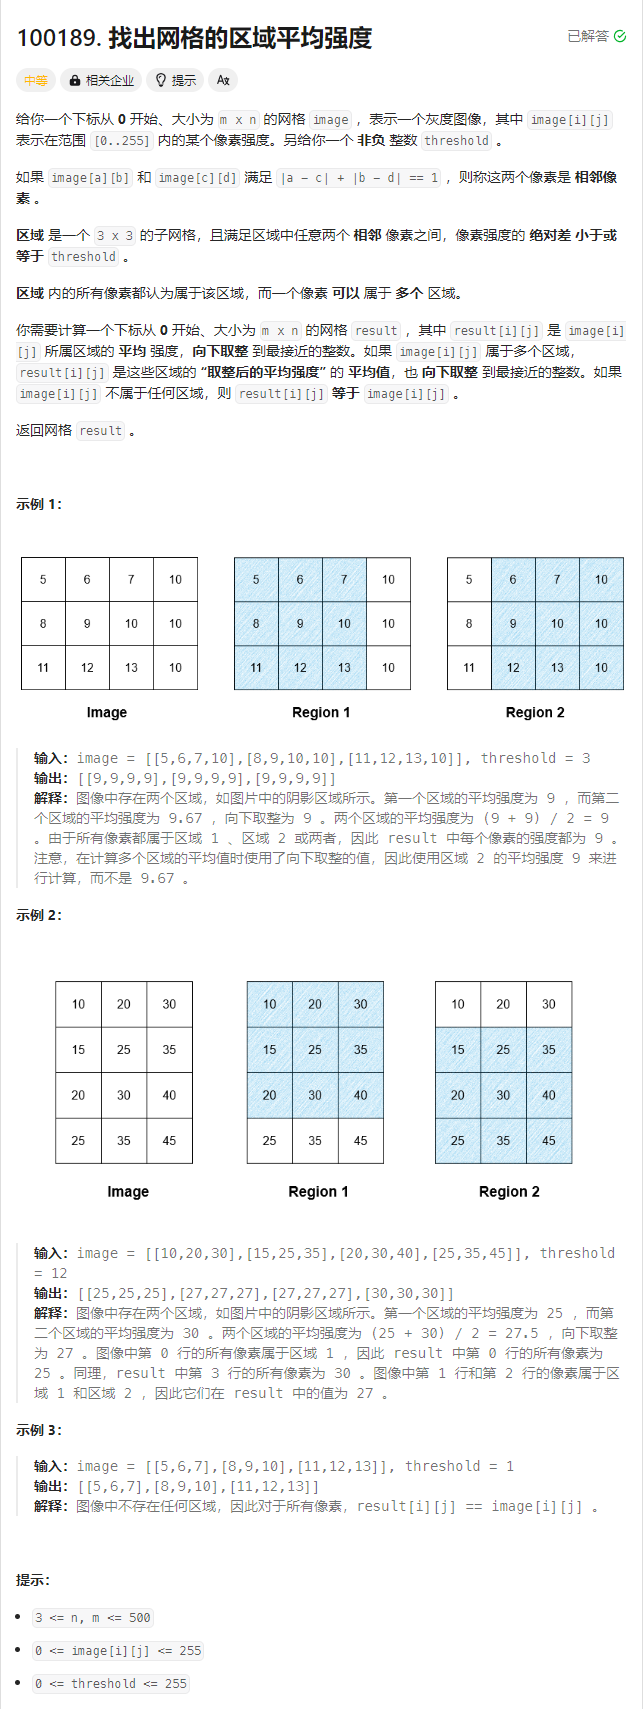 100189. 找出网格的区域平均强度
已解答
中等 相关企业 提示 A文
给你一个下标从 0 开始、大小为 m x n 的网格 image ，表示一个灰度图像，其中 image[i][j]
表示在范围 [0..255] 内的某个像素强度。另给你一个 非负 整数 threshold 。
如果 image[a][b] 和 image[c][d] 满足 |a - c| + |b - d| == 1 ，则称这两个像素是 相邻像
素 。
区域 是一个 3 x 3 的子网格，且满足区域中任意两个 相邻 像素之间，像素强度的 绝对差 小于或
等于 threshold 。
区域 内的所有像素都认为属于该区域，而一个像素 可以 属于 多个 区域。
你需要计算一个下标从 0 开始、大小为 m x n 的网格 result ，其中 result[i][j] 是 image[i]
[j] 所属区域的 平均 强度，向下取整 到最接近的整数。如果 image[i][j] 属于多个区域，
result[i][j] 是这些区域的 “取整后的平均强度” 的 平均值，也 向下取整 到最接近的整数。如果
image[i][j] 不属于任何区域，则 result[i][j] 等于 image[i][j] 。
返回网格 result 。
示例 1：
5 6 7 10 5 6 7 10 5 6 7 10
8 9 10 10 8 9 10 10 8 9 10 10
11 12 13 10 11 12 13 10 11 12 13 10
Image Region 1 Region 2
输入：image = [[5,6,7,10],[8,9,10,10],[11,12,13,10]], threshold = 3
输出：[[9,9,9,9],[9,9,9,9],[9,9,9,9]]
解释：图像中存在两个区域，如图片中的阴影区域所示。第一个区域的平均强度为 9 ，而第二
个区域的平均强度为 9.67 ，向下取整为 9 。两个区域的平均强度为 (9 + 9) / 2 = 9
。由于所有像素都属于区域 1 、区域 2 或两者，因此 result 中每个像素的强度都为 9 。
注意，在计算多个区域的平均值时使用了向下取整的值，因此使用区域 2 的平均强度 9 来进
行计算，而不是 9.67 。
示例 2：
10 20 30 10 20 30 10 20 30
15 25 35 15 25 35 15 25 35
20 30 40 20 30 40 20 30 40
25 35 45 25 35 45 25 35 45
Image Region 1 Region 2
输入：image = [[10,20,30],[15,25,35],[20,30,40],[25,35,45]], threshold
= 12
输出：[[25,25,25],[27,27,27],[27,27,27],[30,30,30]]
解释：图像中存在两个区域，如图片中的阴影区域所示。第一个区域的平均强度为 25 ，而第
二个区域的平均强度为 30 。两个区域的平均强度为 (25 + 30) / 2 = 27.5 ，向下取整
为 27 。图像中第 0 行的所有像素属于区域 1 ，因此 result 中第 0 行的所有像素为
25 。同理，result 中第 3 行的所有像素为 30 。图像中第 1 行和第 2 行的像素属于区
域 1 和区域 2 ，因此它们在 result 中的值为 27 。
示例 3：
输入：image = [[5,6,7],[8,9,10],[11,12,13]], threshold = 1
输出：[[5,6,7],[8,9,10],[11,12,13]]
解释：图像中不存在任何区域，因此对于所有像素，result[i][j] == image[i][j] 。
提示：
3 <= n, m <= 500
0 <= image[i][j] <= 255
0 <= threshold <= 255